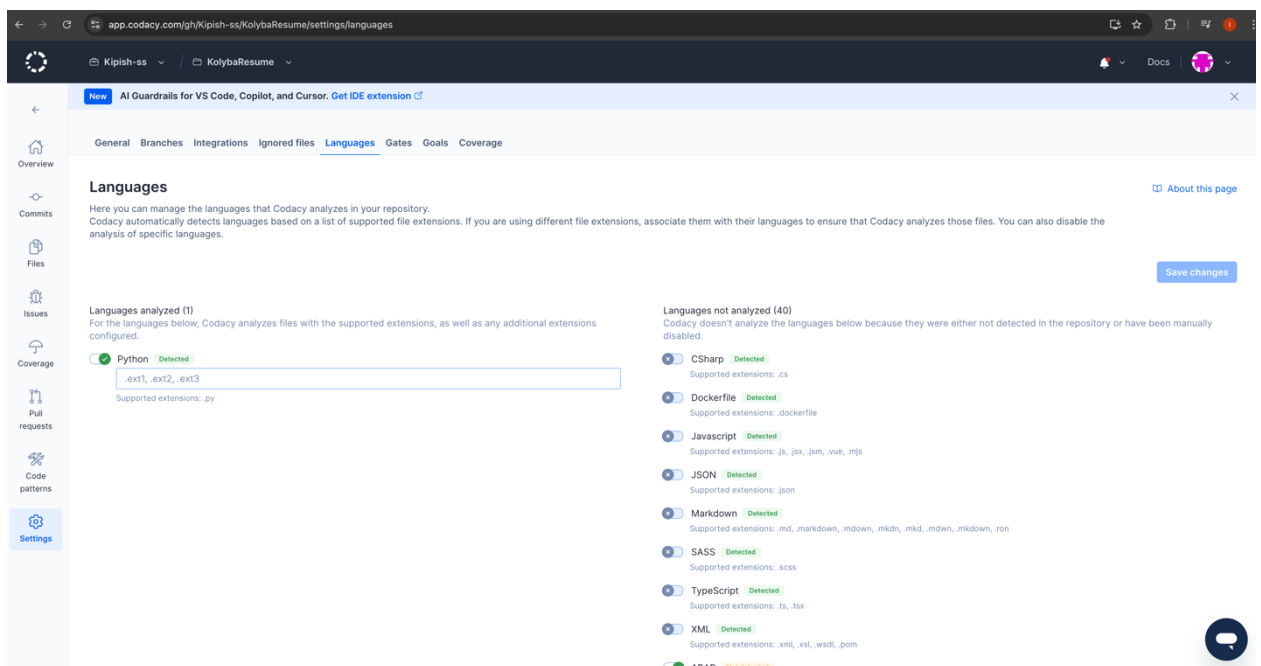 app.codacy.com/gh/Kipish-ss/KolybaResume/settings/languages
Kipish-ss / KolybaResume
Docs
New AI Guardrails for VS Code, Copilot, and Cursor. Get IDE extension
General Branches Integrations Ignored files Languages Gates Goals Coverage
Overview
Commits
Files
Issues
Coverage
Pull
requests
Code
patterns
Settings
Languages
About this page
Here you can manage the languages that Codacy analyzes in your repository.
Codacy automatically detects languages based on a list of supported file extensions. If you are using different file extensions, associate them with their languages to ensure that Codacy analyzes those files. You can also disable the
analysis of specific languages.
Save changes
Languages analyzed (1)
For the languages below, Codacy analyzes files with the supported extensions, as well as any additional extensions
configured.
Python Detected
.ext1, .ext2, .ext3
Supported extensions: .py
Languages not analyzed (40)
Codacy doesn't analyze the languages below because they were either not detected in the repository or have been manually
disabled.
CSharp Detected
Supported extensions: .cs
Dockerfile Detected
Supported extensions: .dockerfile
Javascript Detected
Supported extensions: .js, .jsx, .jsm, .vue, .mjs
JSON Detected
Supported extensions: .json
Markdown Detected
Supported extensions: .md, .markdown, .mdown, .mkdn, .mkd, .mdwn, .mkdown, .ron
SASS Detected
Supported extensions: .scss
TypeScript Detected
Supported extensions: .ts, .tsx
XML Detected
Supported extensions: .xml, .xsl, .wsdl, .pom